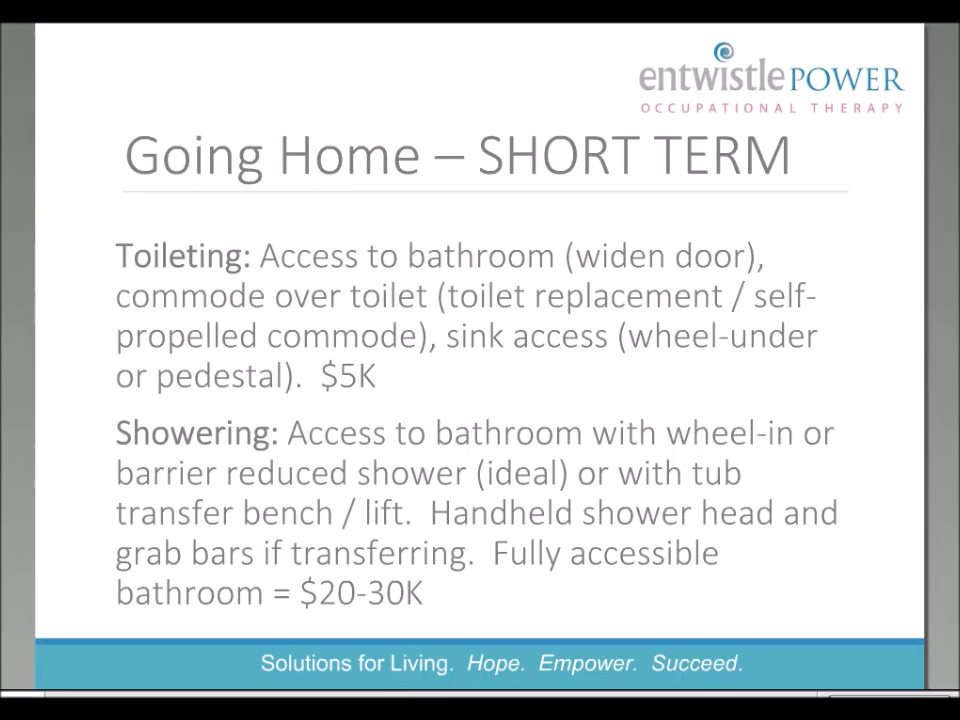 entwistle POWER
OCCUPATIONAL THERAPY
Going Home – SHORT TERM
Toileting: Access to bathroom (widen door),
commode over toilet (toilet replacement / self-
propelled commode), sink access (wheel-under
or pedestal).  $5K
Showering: Access to bathroom with wheel-in or
barrier reduced shower (ideal) or with tub
transfer bench / lift.  Handheld shower head and
grab bars if transferring.  Fully accessible
bathroom = $20-30K
Solutions for Living.  Hope.  Empower.  Succeed.